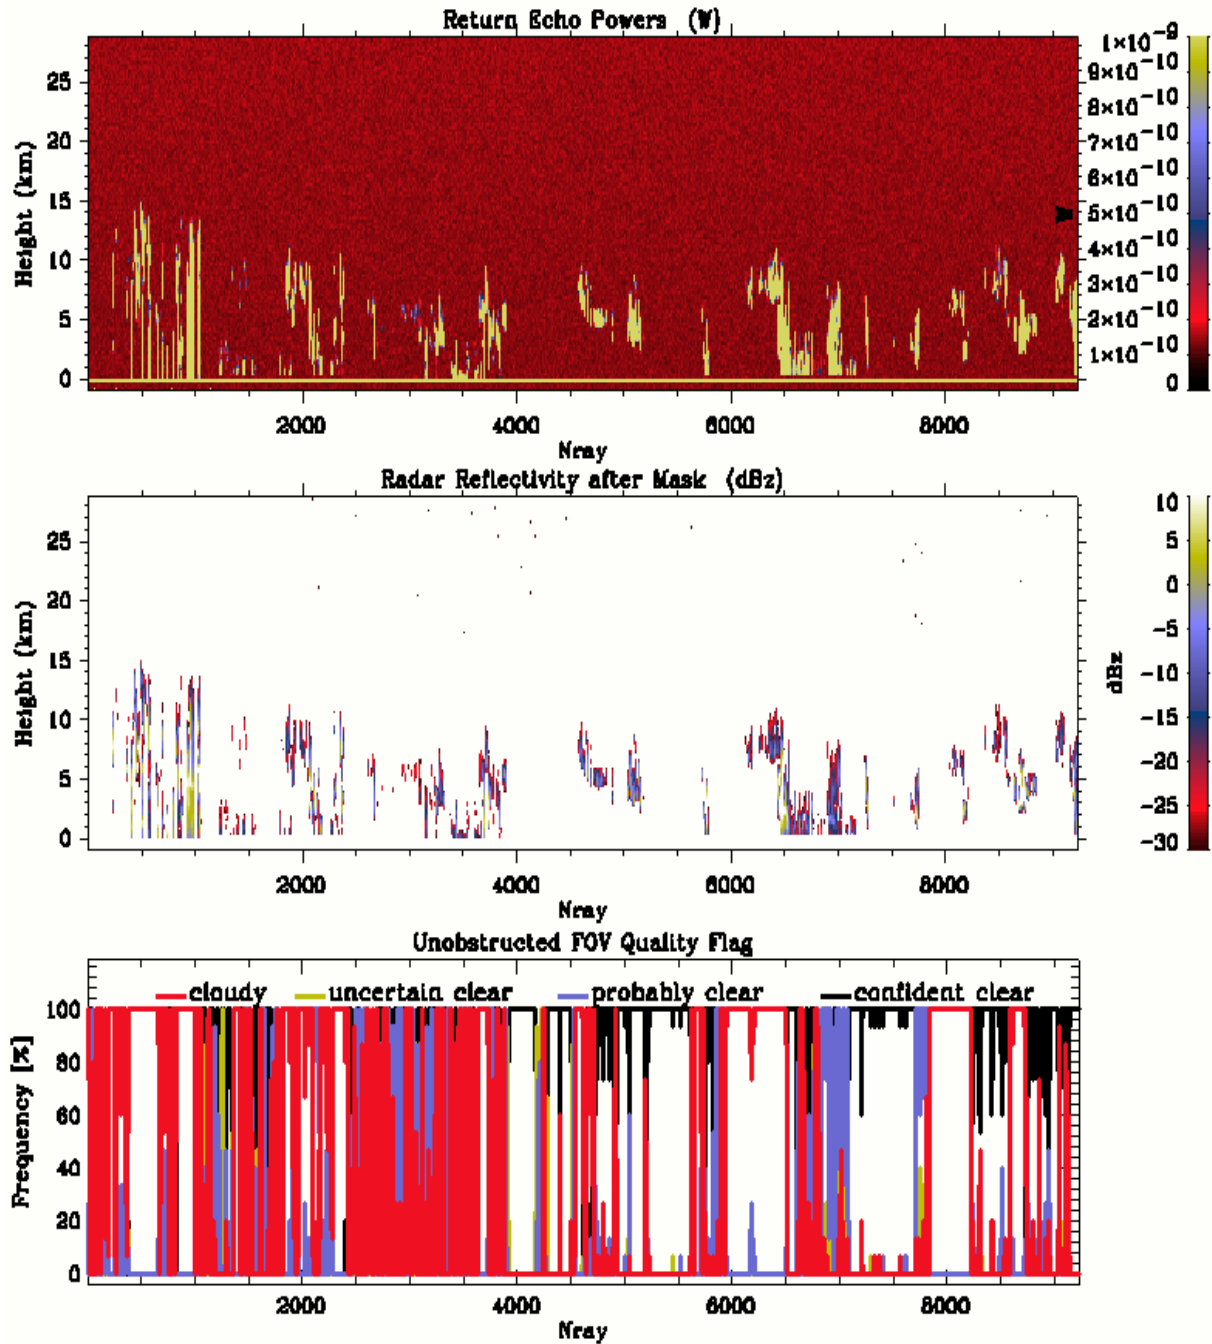 Return Echo Powers (W)
Height (km)
25
20
15
10
5
0
2000 4000 6000 8000
Nray
1×10^-9
9×10^-10
8×10^-10
7×10^-10
6×10^-10
5×10^-10
4×10^-10
3×10^-10
2×10^-10
1×10^-10
0
W
Radar Reflectivity after Mask (dBz)
Height (km)
25
20
15
10
5
0
2000 4000 6000 8000
Nray
10
5
0
-5
-10
-15
-20
-25
-30
dBz
Unobstructed FOV Quality Flag
cloudy uncertain clear probably clear confident clear
Frequency [%]
100
80
60
40
20
0
2000 4000 6000 8000
Nray